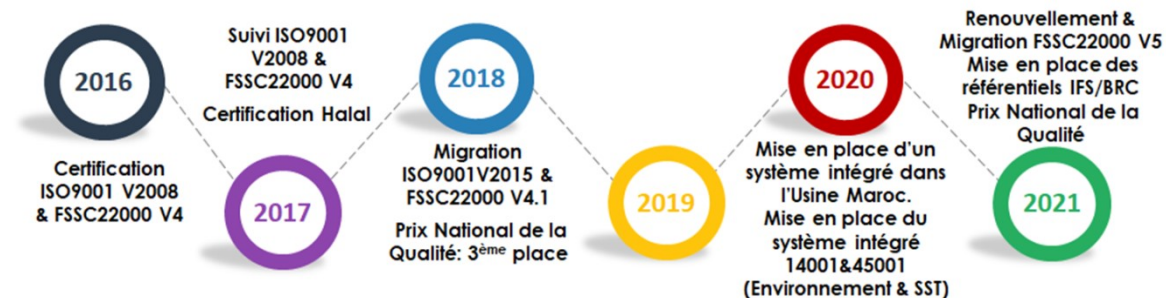 2016
Certification
ISO9001 V2008
& FSSC22000 V4
Suivi ISO9001
V2008 &
FSSC22000 V4
Certification Halal
2017
2018
Migration
ISO9001V2015 &
FSSC22000 V4.1
Prix National de la
Qualité: 3ème place
2019
2020
Mise en place d’un
système intégré dans
l’Usine Maroc.
Mise en place du
système intégré
14001&45001
(Environnement & SST)
Renouvellement &
Migration FSSC22000 V5
Mise en place des
référentiels IFS/BRC
Prix National de la
Qualité
2021